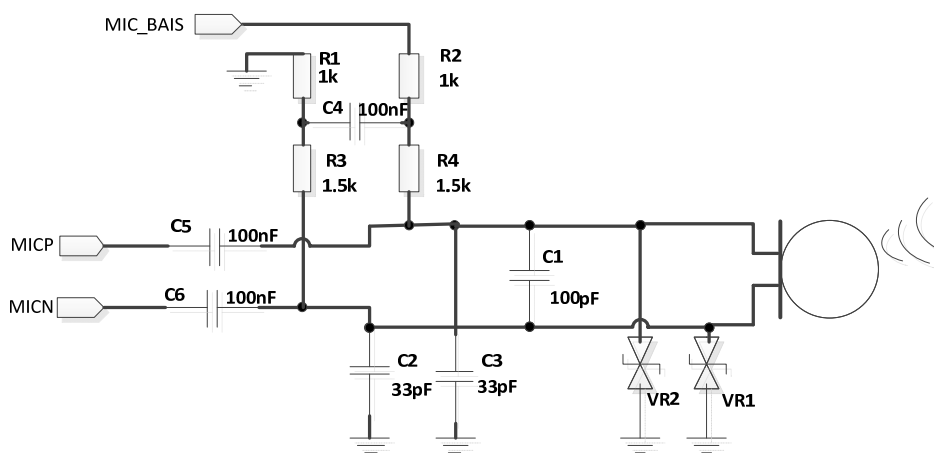 MIC_BAIS
R1
1k
R2
1k
C4
100nF
R3
1.5k
R4
1.5k
C5
100nF
MICP
C6
100nF
MICN
C1
100pF
C2
33pF
C3
33pF
VR2
VR1